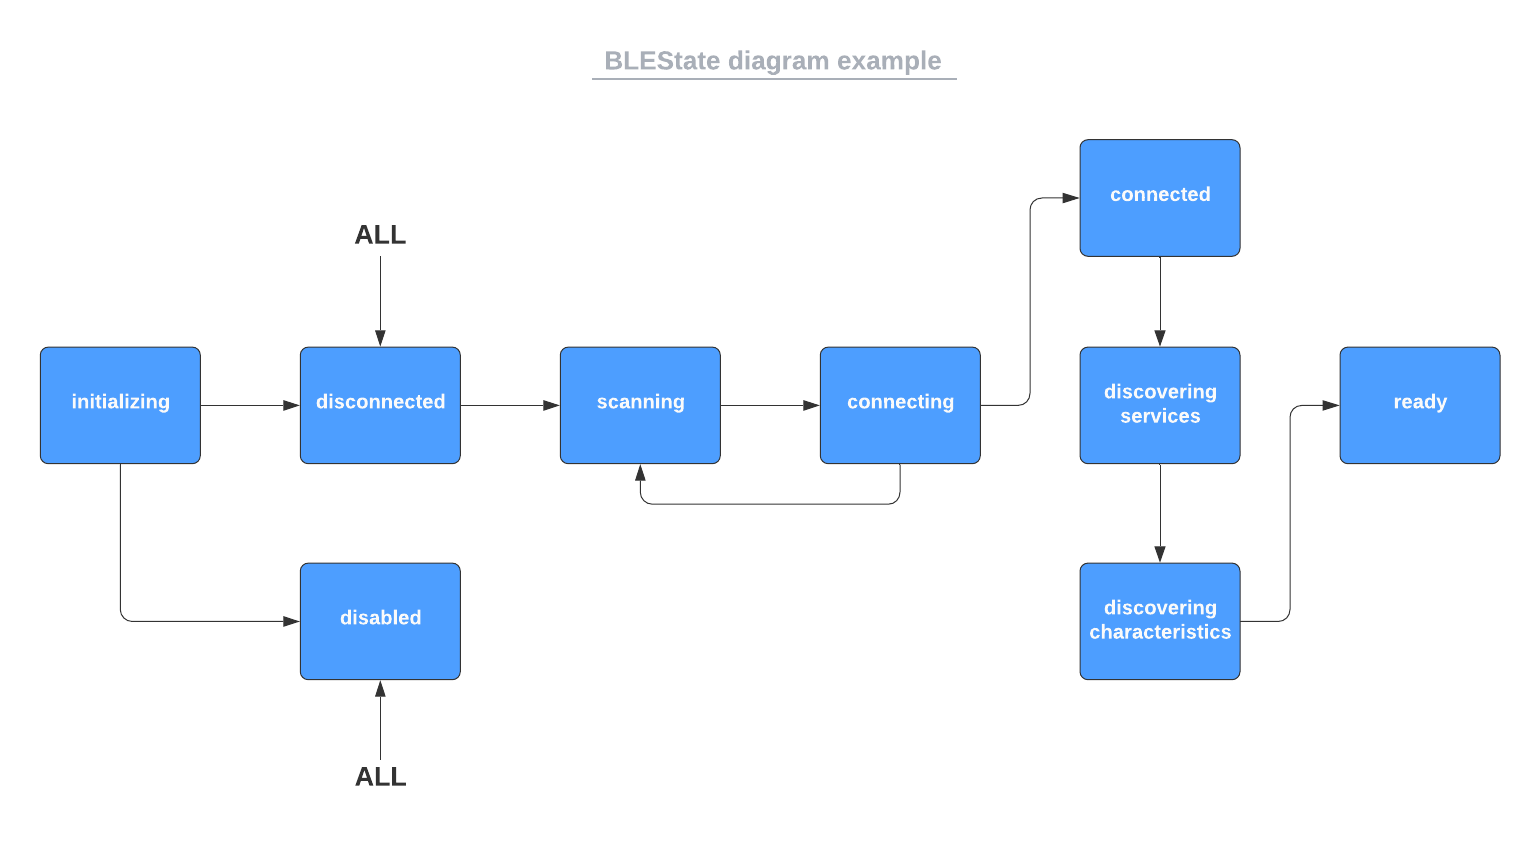 BLEState diagram example
connected
ALL
initializing
disconnected
scanning
connecting
discovering
services
ready
disabled
discovering
characteristics
ALL